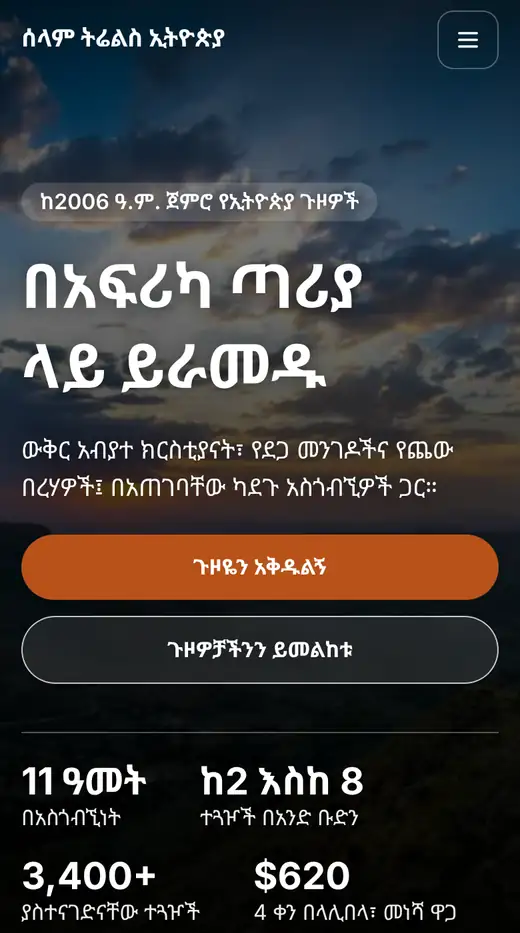 ሰላም ትሬልስ ኢትዮጵያ
ከ2006 ዓ.ም. ጀምሮ የኢትዮጵያ ጉዞዎች
በአፍሪካ ጣሪያ
ላይ ይራመዱ
ውቅር አብያተ ክርስቲያናት፣ የደጋ መንገዶችና የጨው
በረሃዎች፤ በአጠገባቸው ካደጉ አስጎብኚዎች ጋር።
ጉዞዬን አቅዱልኝ
ጉዞዎቻችንን ይመልከቱ
11 ዓመት
በአስጎብኚነት
ከ2 እስከ 8
ተጓዦች በአንድ ቡድን
3,400+
ያስተናገድናቸው ተጓዦች
$620
4 ቀን በላሊበላ፣ መነሻ ዋጋ